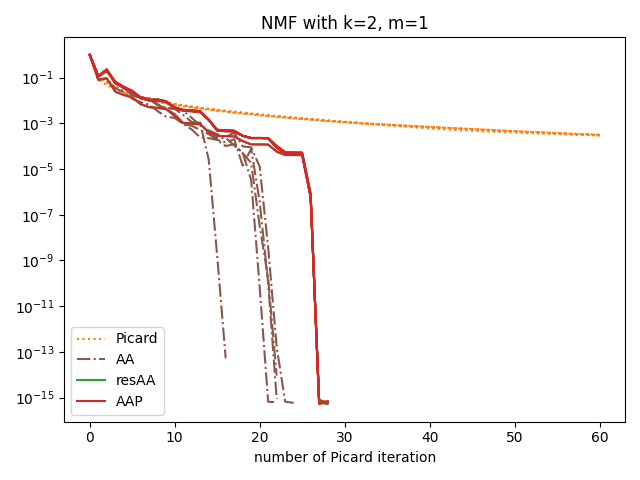 NMF with k=2, m=1
10⁻¹
10⁻³
10⁻⁵
10⁻⁷
10⁻⁹
10⁻¹¹
10⁻¹³
10⁻¹⁵
Picard
AA
resAA
AAP
0 10 20 30 40 50 60
number of Picard iteration